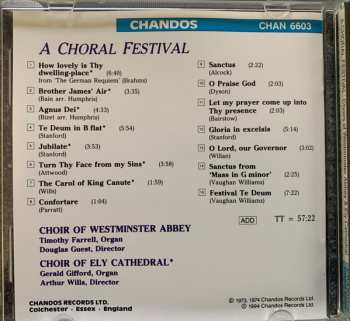 CHANDOS
CHAN 6603
A CHORAL FESTIVAL
1 How lovely is Thy
dwelling-place* (6:40)
from 'The German Requiem' (Brahms)
2 Brother James' Air* (3:35)
(Bain arr. Humphris)
3 Agnus Dei* (4:33)
(Bizet arr. Humphris)
4 Te Deum in B flat* (5:54)
(Stanford)
5 Jubilate* (3:53)
(Stanford)
6 Turn Thy Face from my Sins* (3:58)
(Attwood)
7 The Carol of King Canute* (1:59)
(Wills)
8 Confortare (1:04)
(Parratt)
9 Sanctus (2:22)
(Alcock)
10 O Praise God (2:03)
(Dyson)
11 Let my prayer come up into
Thy presence (2:03)
(Bairstow)
12 Gloria in excelsis (5:14)
(Stanford)
13 O Lord, our Governor (3:02)
(Willan)
14 Sanctus from
'Mass in G minor' (3:25)
(Vaughan Williams)
15 Festival Te Deum (7:22)
(Vaughan Williams)
ADD TT = 57:22
CHOIR OF WESTMINSTER ABBEY
Timothy Farrell, Organ
Douglas Guest, Director
CHOIR OF ELY CATHEDRAL*
Gerald Gifford, Organ
Arthur Wills, Director
CHANDOS RECORDS LTD.
Colchester - Essex - England
℗ 1973, 1974 Chandos Records Ltd.
© 1994 Chandos Records Ltd.